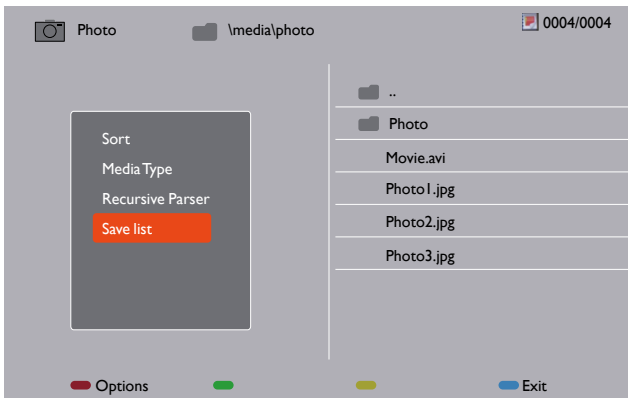 Photo
\media\photo
0004/0004
..
Photo
Movie.avi
Photo1.jpg
Photo2.jpg
Photo3.jpg
Sort
Media Type
Recursive Parser
Save list
Options
Exit